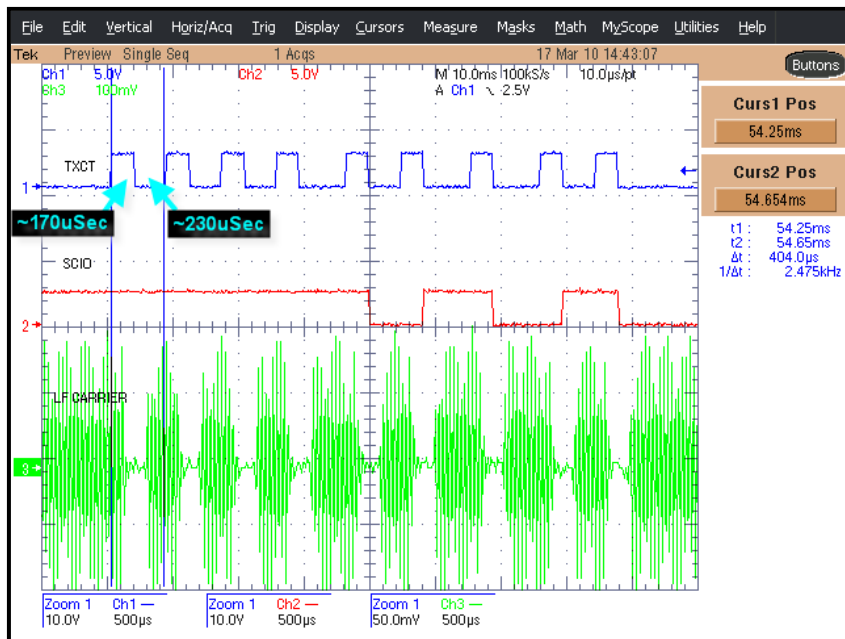 File Edit Vertical Horiz/Acq Trig Display Cursors Measure Masks Math MyScope Utilities Help
Tek Preview Single Seq 1 Acqs 17 Mar 10 14:43:07
Buttons
Ch1 5.0V Ch2 5.0V M 10.0ms 100kS/s 10.0µs/pt
Ch3 100mV A Ch1 -2.5V
Curs1 Pos
54.25ms
Curs2 Pos
54.654ms
t1 : 54.25ms
t2 : 54.65ms
Δt : 404.0µs
1/Δt : 2.475kHz
TXCT
1
~170uSec ~230uSec
SCIO
2
LF CARRIER
3
Zoom 1 Ch1 Zoom 1 Ch2 Zoom 1 Ch3
10.0V 500µs 10.0V 500µs 50.0mV 500µs